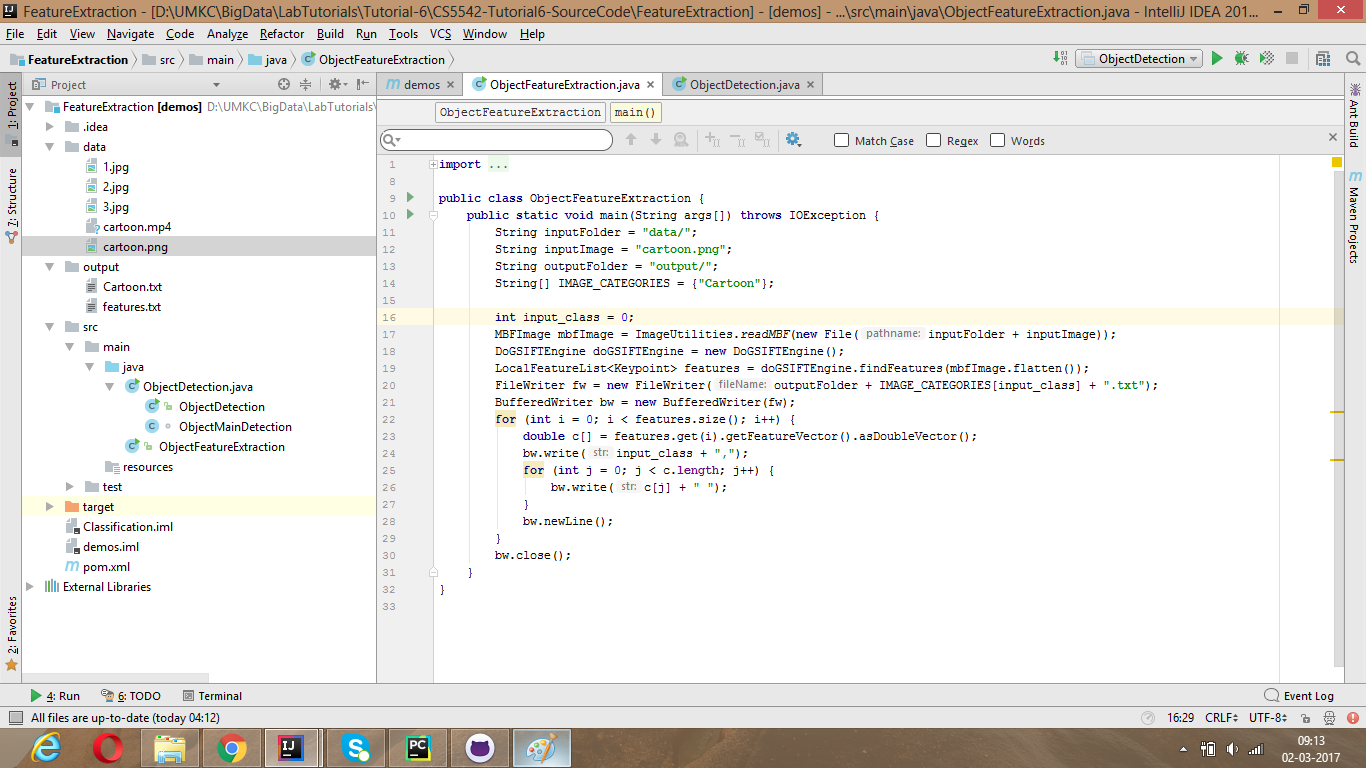 FeatureExtraction - [D:\UMKC\BigData\LabTutorials\Tutorial-6\CS5542-Tutorial6-SourceCode\FeatureExtraction] - [demos] - ...\src\main\java\ObjectFeatureExtraction.java - IntelliJ IDEA 201...
File Edit View Navigate Code Analyze Refactor Build Run Tools VCS Window Help
FeatureExtraction src main java ObjectFeatureExtraction ObjectDetection
Project demos ObjectFeatureExtraction.java ObjectDetection.java
1: Project
7: Structure
2: Favorites
FeatureExtraction [demos] D:\UMKC\BigData\LabTutorials\
.idea
data
1.jpg
2.jpg
3.jpg
cartoon.mp4
cartoon.png
output
Cartoon.txt
features.txt
src
main
java
ObjectDetection.java
ObjectDetection
ObjectMainDetection
ObjectFeatureExtraction
resources
test
target
Classification.iml
demos.iml
pom.xml
External Libraries
ObjectFeatureExtraction main()
Match Case Regex Words
1 import ...
8
9 public class ObjectFeatureExtraction {
10 public static void main(String args[]) throws IOException {
11 String inputFolder = "data/";
12 String inputImage = "cartoon.png";
13 String outputFolder = "output/";
14 String[] IMAGE_CATEGORIES = {"Cartoon"};
15
16 int input_class = 0;
17 MBFImage mbfImage = ImageUtilities.readMBF(new File( pathname: inputFolder + inputImage));
18 DoGSIFTEngine doGSIFTEngine = new DoGSIFTEngine();
19 LocalFeatureList<Keypoint> features = doGSIFTEngine.findFeatures(mbfImage.flatten());
20 FileWriter fw = new FileWriter( fileName: outputFolder + IMAGE_CATEGORIES[input_class] + ".txt");
21 BufferedWriter bw = new BufferedWriter(fw);
22 for (int i = 0; i < features.size(); i++) {
23 double c[] = features.get(i).getFeatureVector().asDoubleVector();
24 bw.write( str: input_class + ",");
25 for (int j = 0; j < c.length; j++) {
26 bw.write( str: c[j] + " ");
27 }
28 bw.newLine();
29 }
30 bw.close();
31 }
32 }
33
Ant Build
Maven Projects
4: Run 6: TODO Terminal Event Log
All files are up-to-date (today 04:12) 16:29 CRLF UTF-8
09:13
02-03-2017